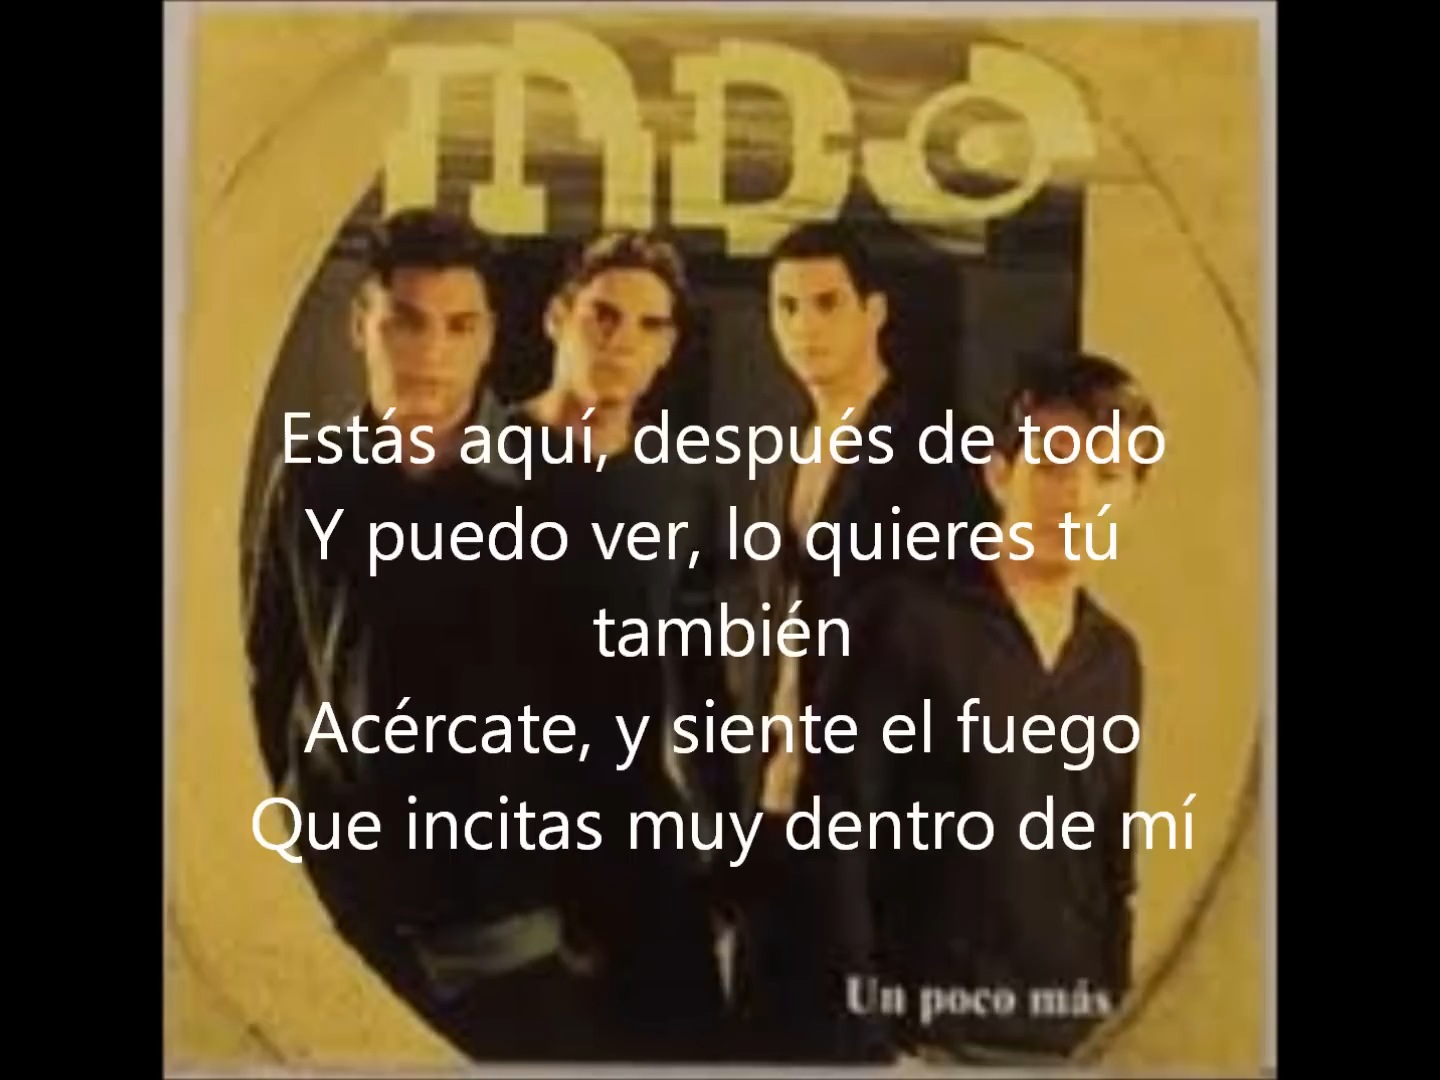 MDO
Estás aquí, después de todo
Y puedo ver, lo quieres tú
también
Acércate, y siente el fuego
Que incitas muy dentro de mí
Un poco más